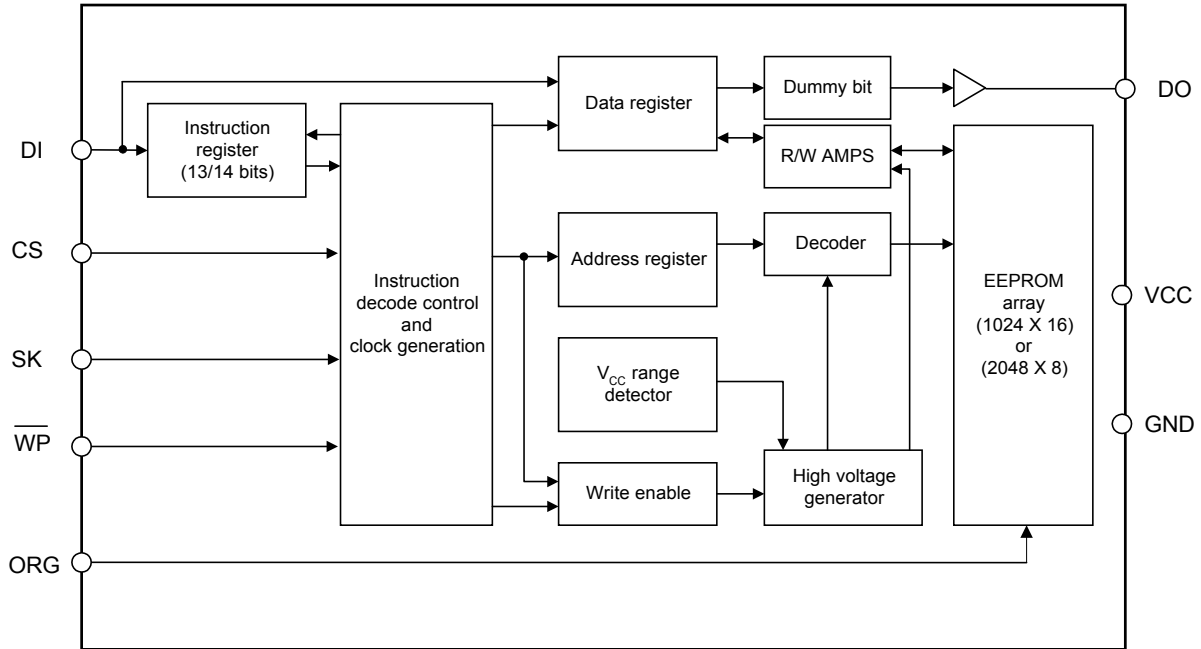 DI
CS
SK
WP
ORG
Instruction
register
(13/14 bits)
Instruction
decode control
and
clock generation
Data register
Dummy bit
R/W AMPS
Address register
Decoder
VCC range
detector
Write enable
High voltage
generator
EEPROM
array
(1024 X 16)
or
(2048 X 8)
DO
VCC
GND